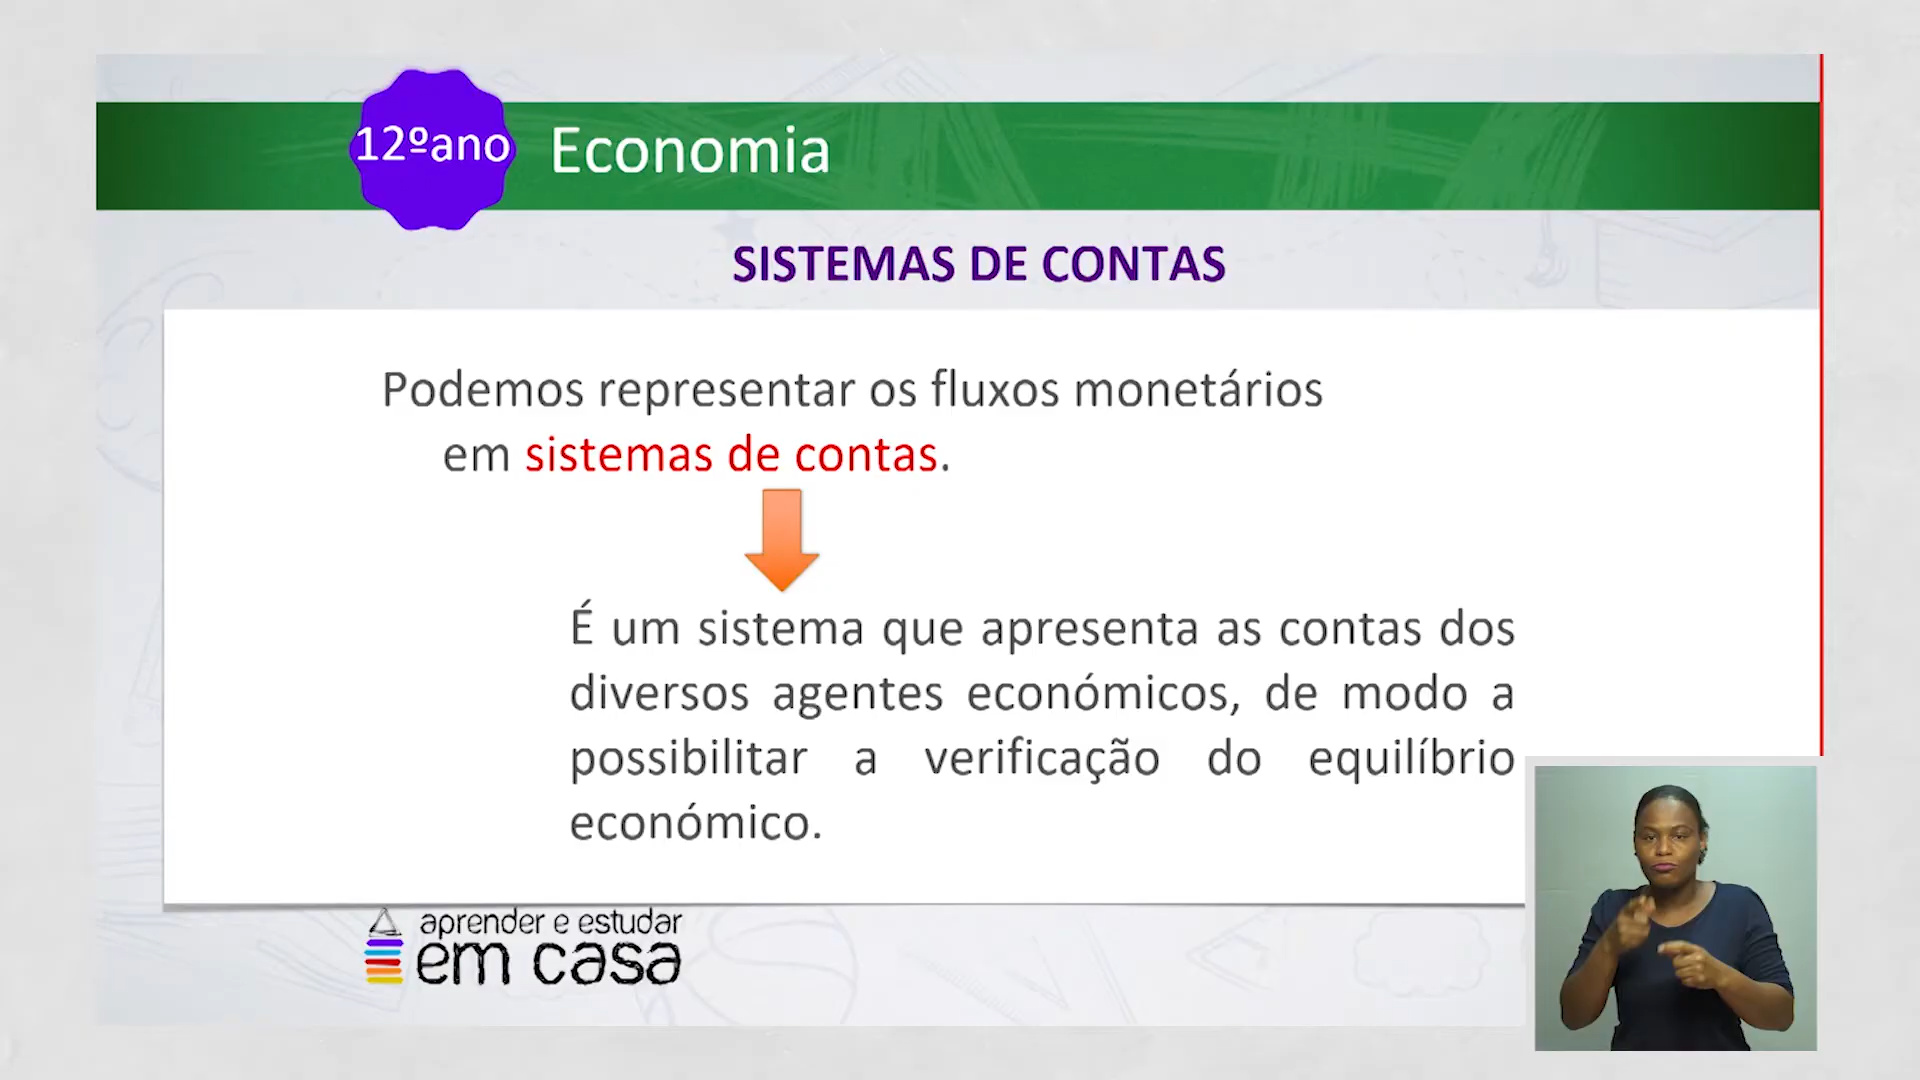 12ºano
Economia
SISTEMAS DE CONTAS
Podemos representar os fluxos monetários
em sistemas de contas.
É um sistema que apresenta as contas dos
diversos agentes económicos, de modo a
possibilitar a verificação do equilíbrio
económico.
aprender e estudar
em casa